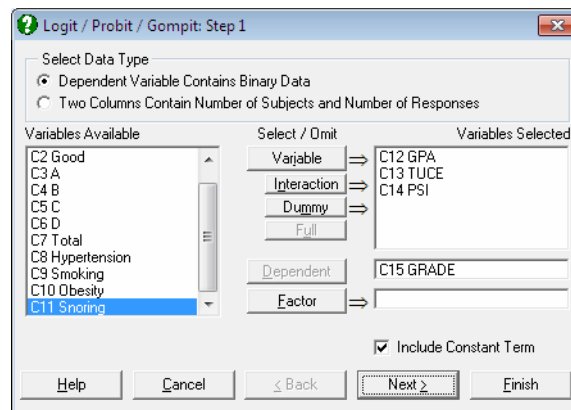 Logit / Probit / Gompit: Step 1
Select Data Type
Dependent Variable Contains Binary Data
Two Columns Contain Number of Subjects and Number of Responses
Variables Available
Select / Omit
Variables Selected
C2 Good
C3 A
C4 B
C5 C
C6 D
C7 Total
C8 Hypertension
C9 Smoking
C10 Obesity
C11 Snoring
Variable
Interaction
Dummy
Full
Dependent
Factor
C12 GPA
C13 TUCE
C14 PSI
C15 GRADE
Include Constant Term
Help
Cancel
< Back
Next >
Finish